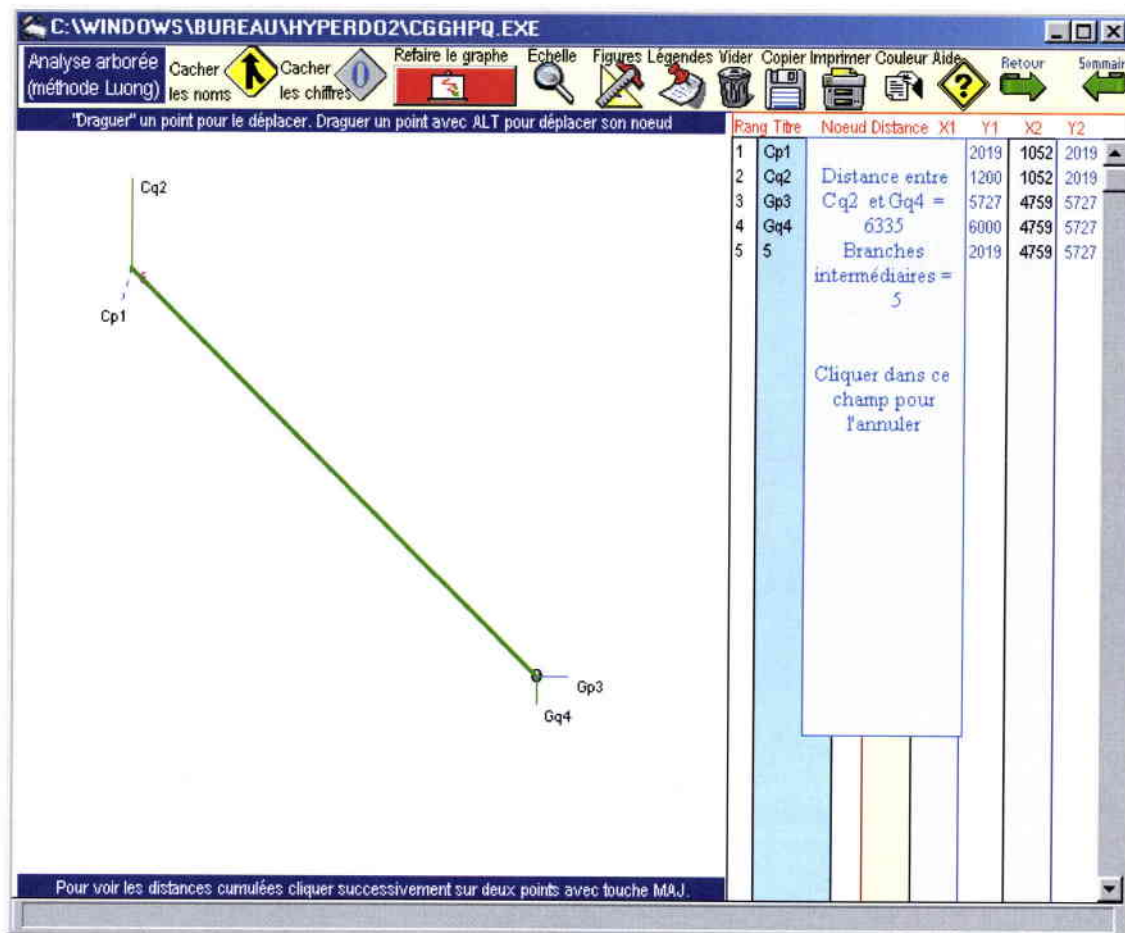 C:\WINDOWS\BUREAU\HYPERDO2\CGGHPQ.EXE
Analyse arborée
(méthode Luong)
Cacher
les noms
Cacher
les chiffres
0
Refaire le graphe
Echelle
Figures
Légendes
Vider
Copier
Imprimer
Couleur
Aide
?
Retour
Sommair
"Draguer" un point pour le déplacer. Draguer un point avec ALT pour déplacer son noeud
Rang Titre Noeud Distance X1 Y1 X2 Y2
1 Cp1 2019 1052 2019
2 Cq2 1200 1052 2019
3 Gp3 5727 4759 5727
4 Gq4 6000 4759 5727
5 5 2019 4759 5727
Distance entre
Cq2 et Gq4 =
6335
Branches
intermédiaires =
5
Cliquer dans ce
champ pour
l'annuler
Cq2
Cp1
Gp3
Gq4
Pour voir les distances cumulées cliquer successivement sur deux points avec touche MAJ.